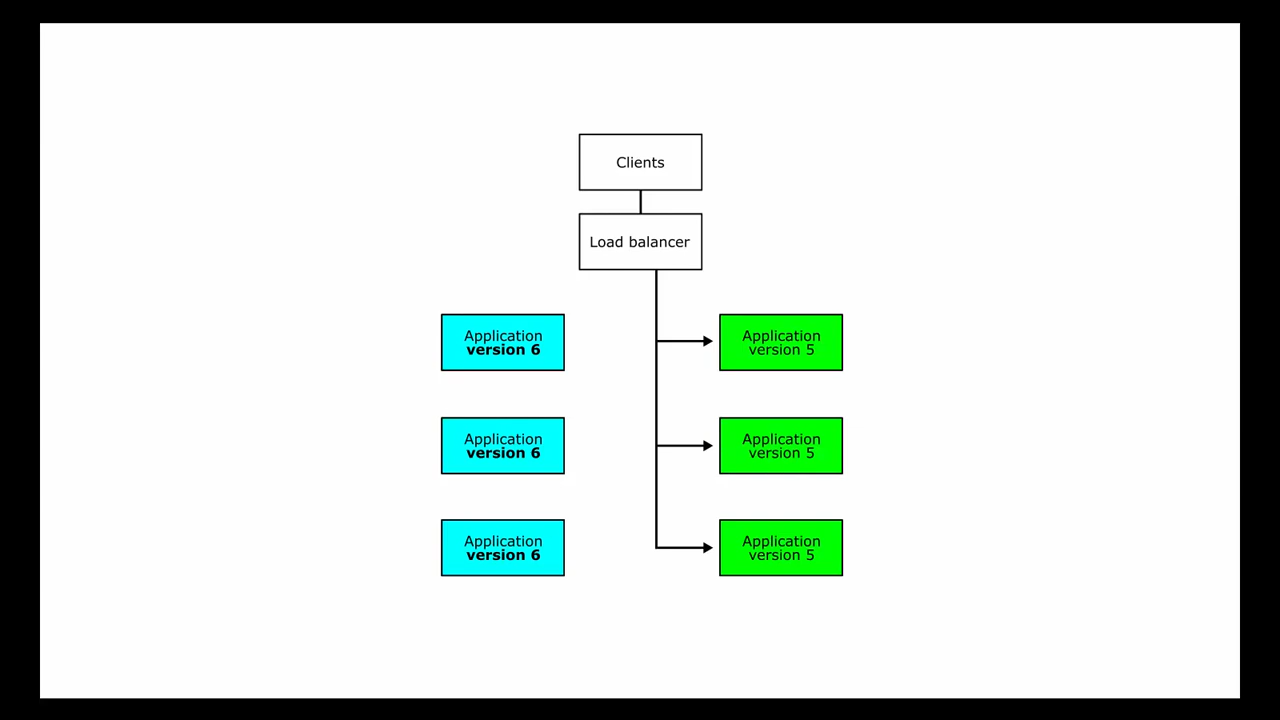 Clients
Load balancer
Application
version 6
Application
version 5
Application
version 6
Application
version 5
Application
version 6
Application
version 5